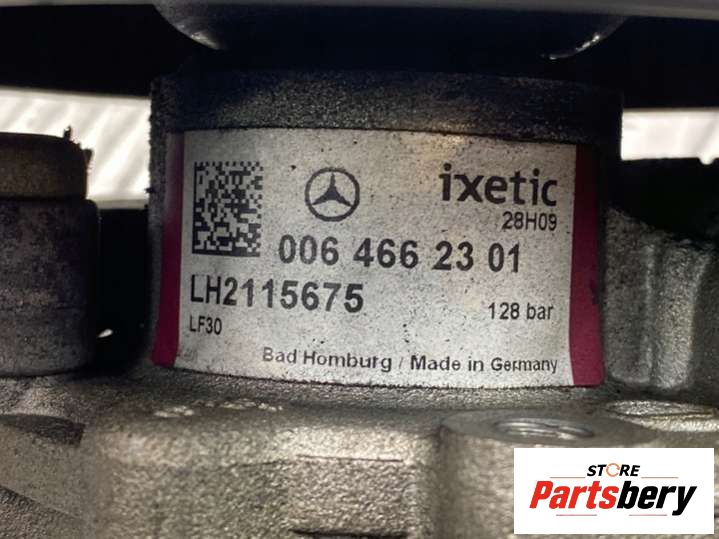 ixetic
28H09
006 466 23 01
LH2115675
128 bar
LF30
Bad Homburg / Made in Germany
STORE
Partsbery